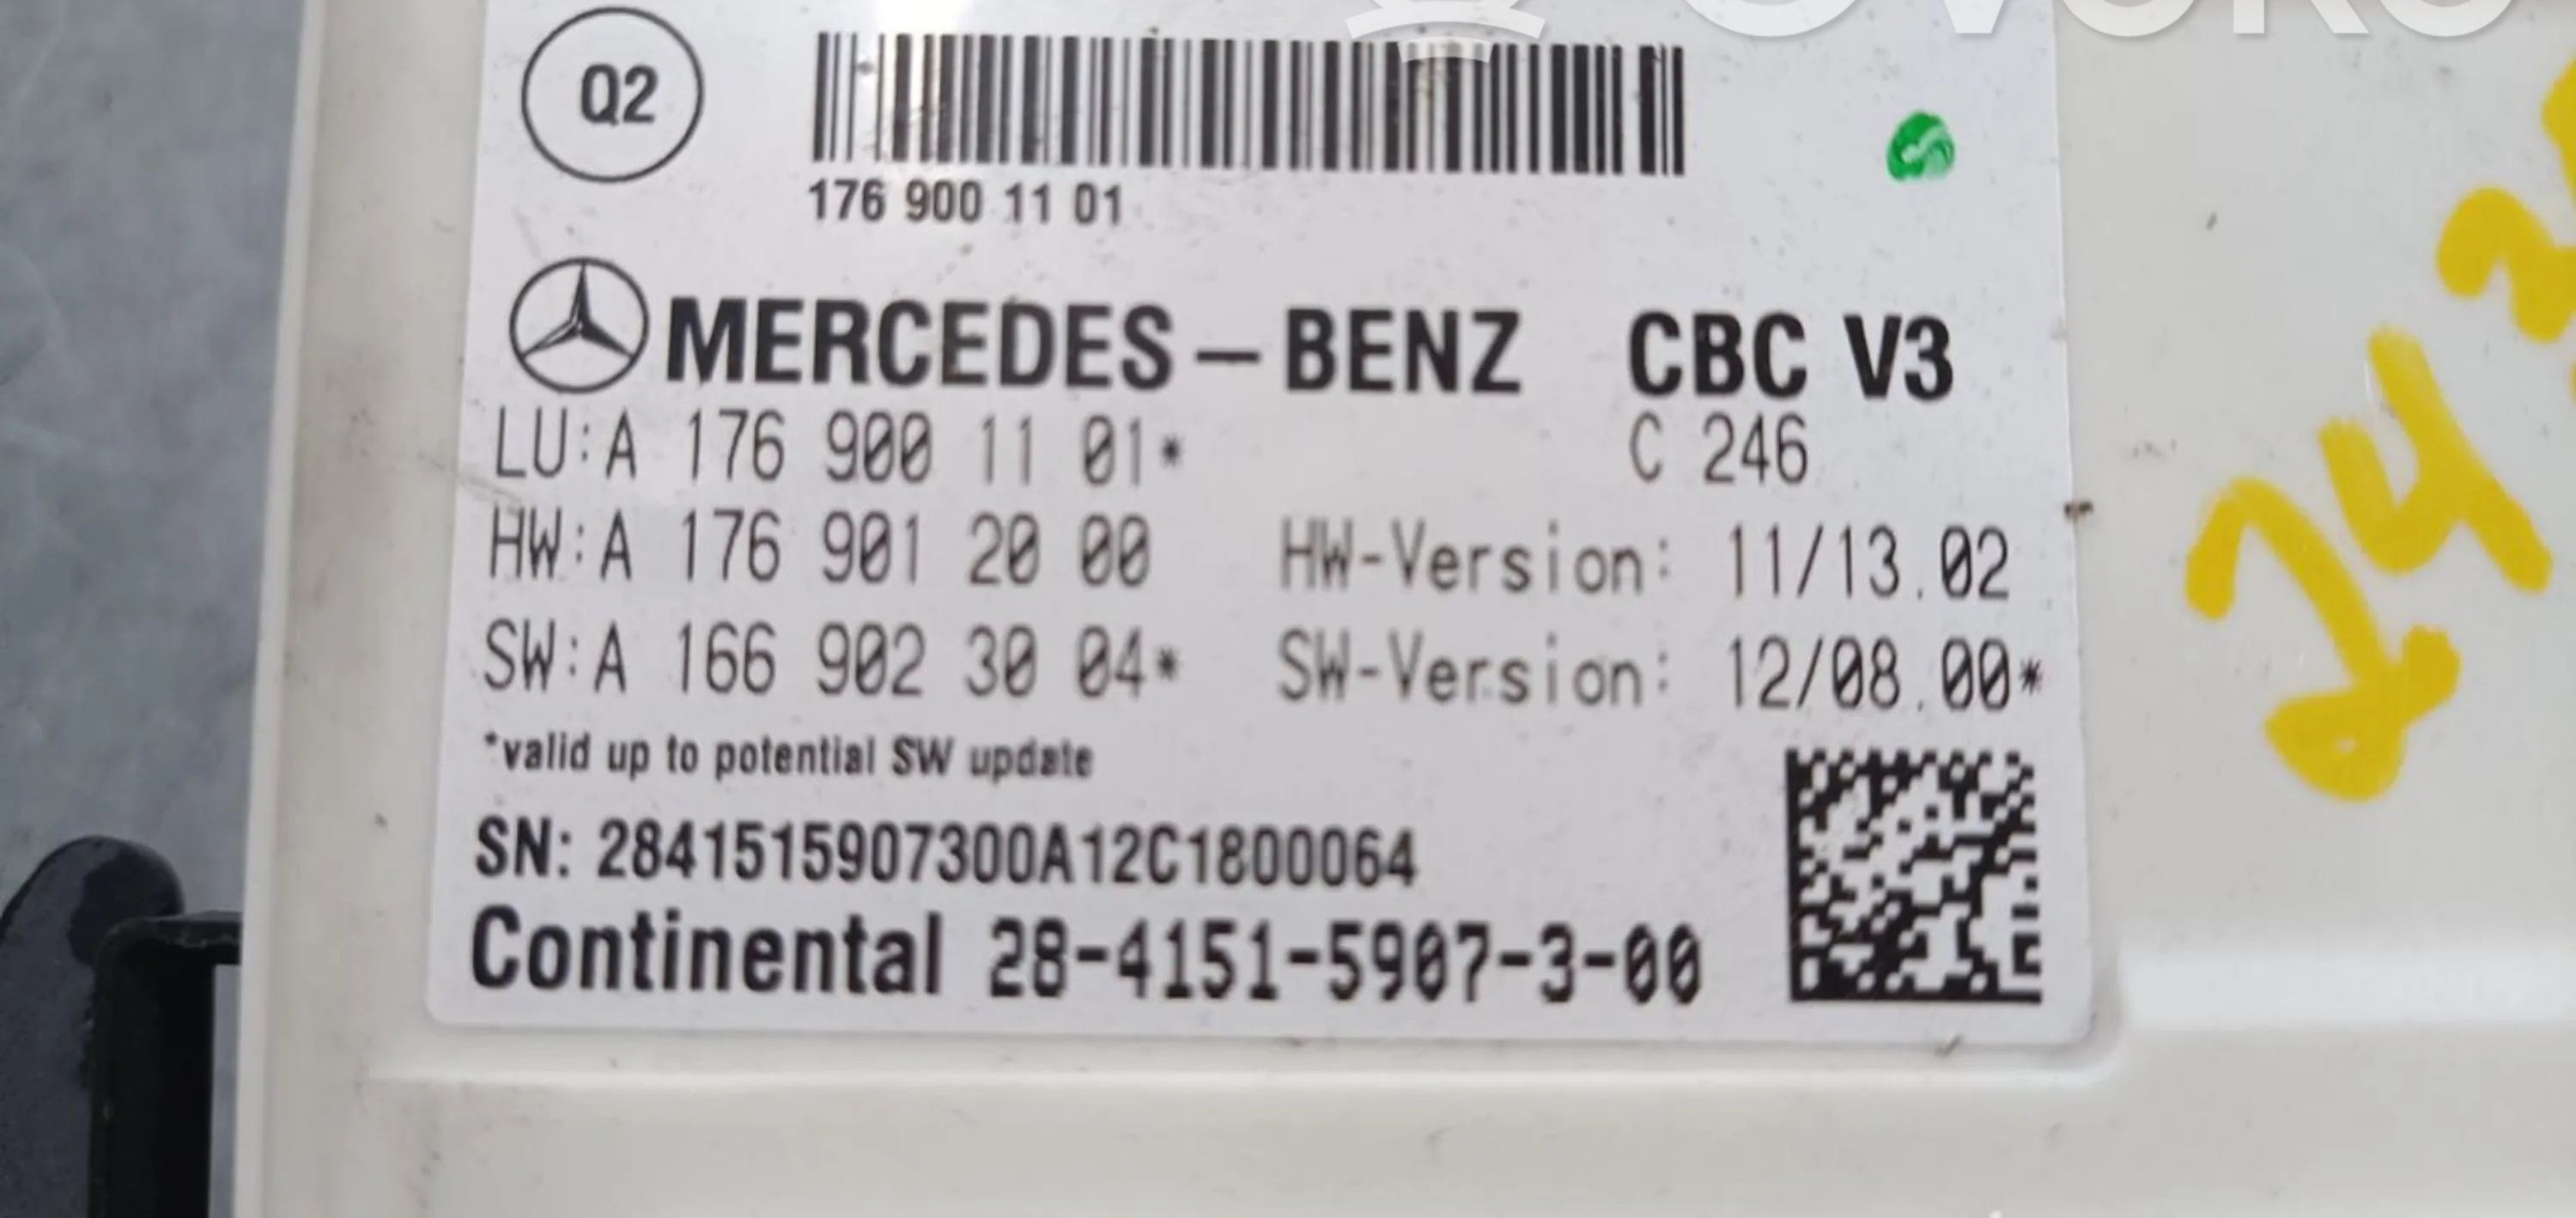 Q2
176 900 11 01
MERCEDES-BENZ CBC V3
LU:A 176 900 11 01* C 246
HW:A 176 901 20 00 HW-Version: 11/13.02
SW:A 166 902 30 04* SW-Version: 12/08.00*
*valid up to potential SW update
SN: 2841515907300A12C1800064
Continental 28-4151-5907-3-00